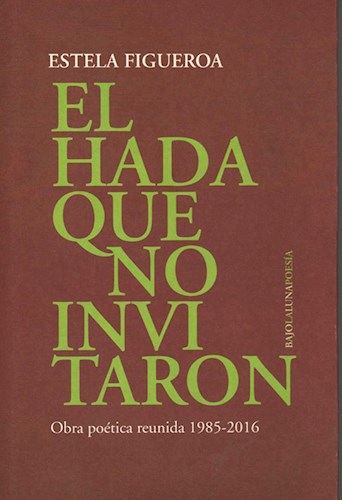 ESTELA FIGUEROA
EL
HADA
QUE
NO
INVI
TARON
BAJOLALUNAPOESÍA
Obra poética reunida 1985-2016